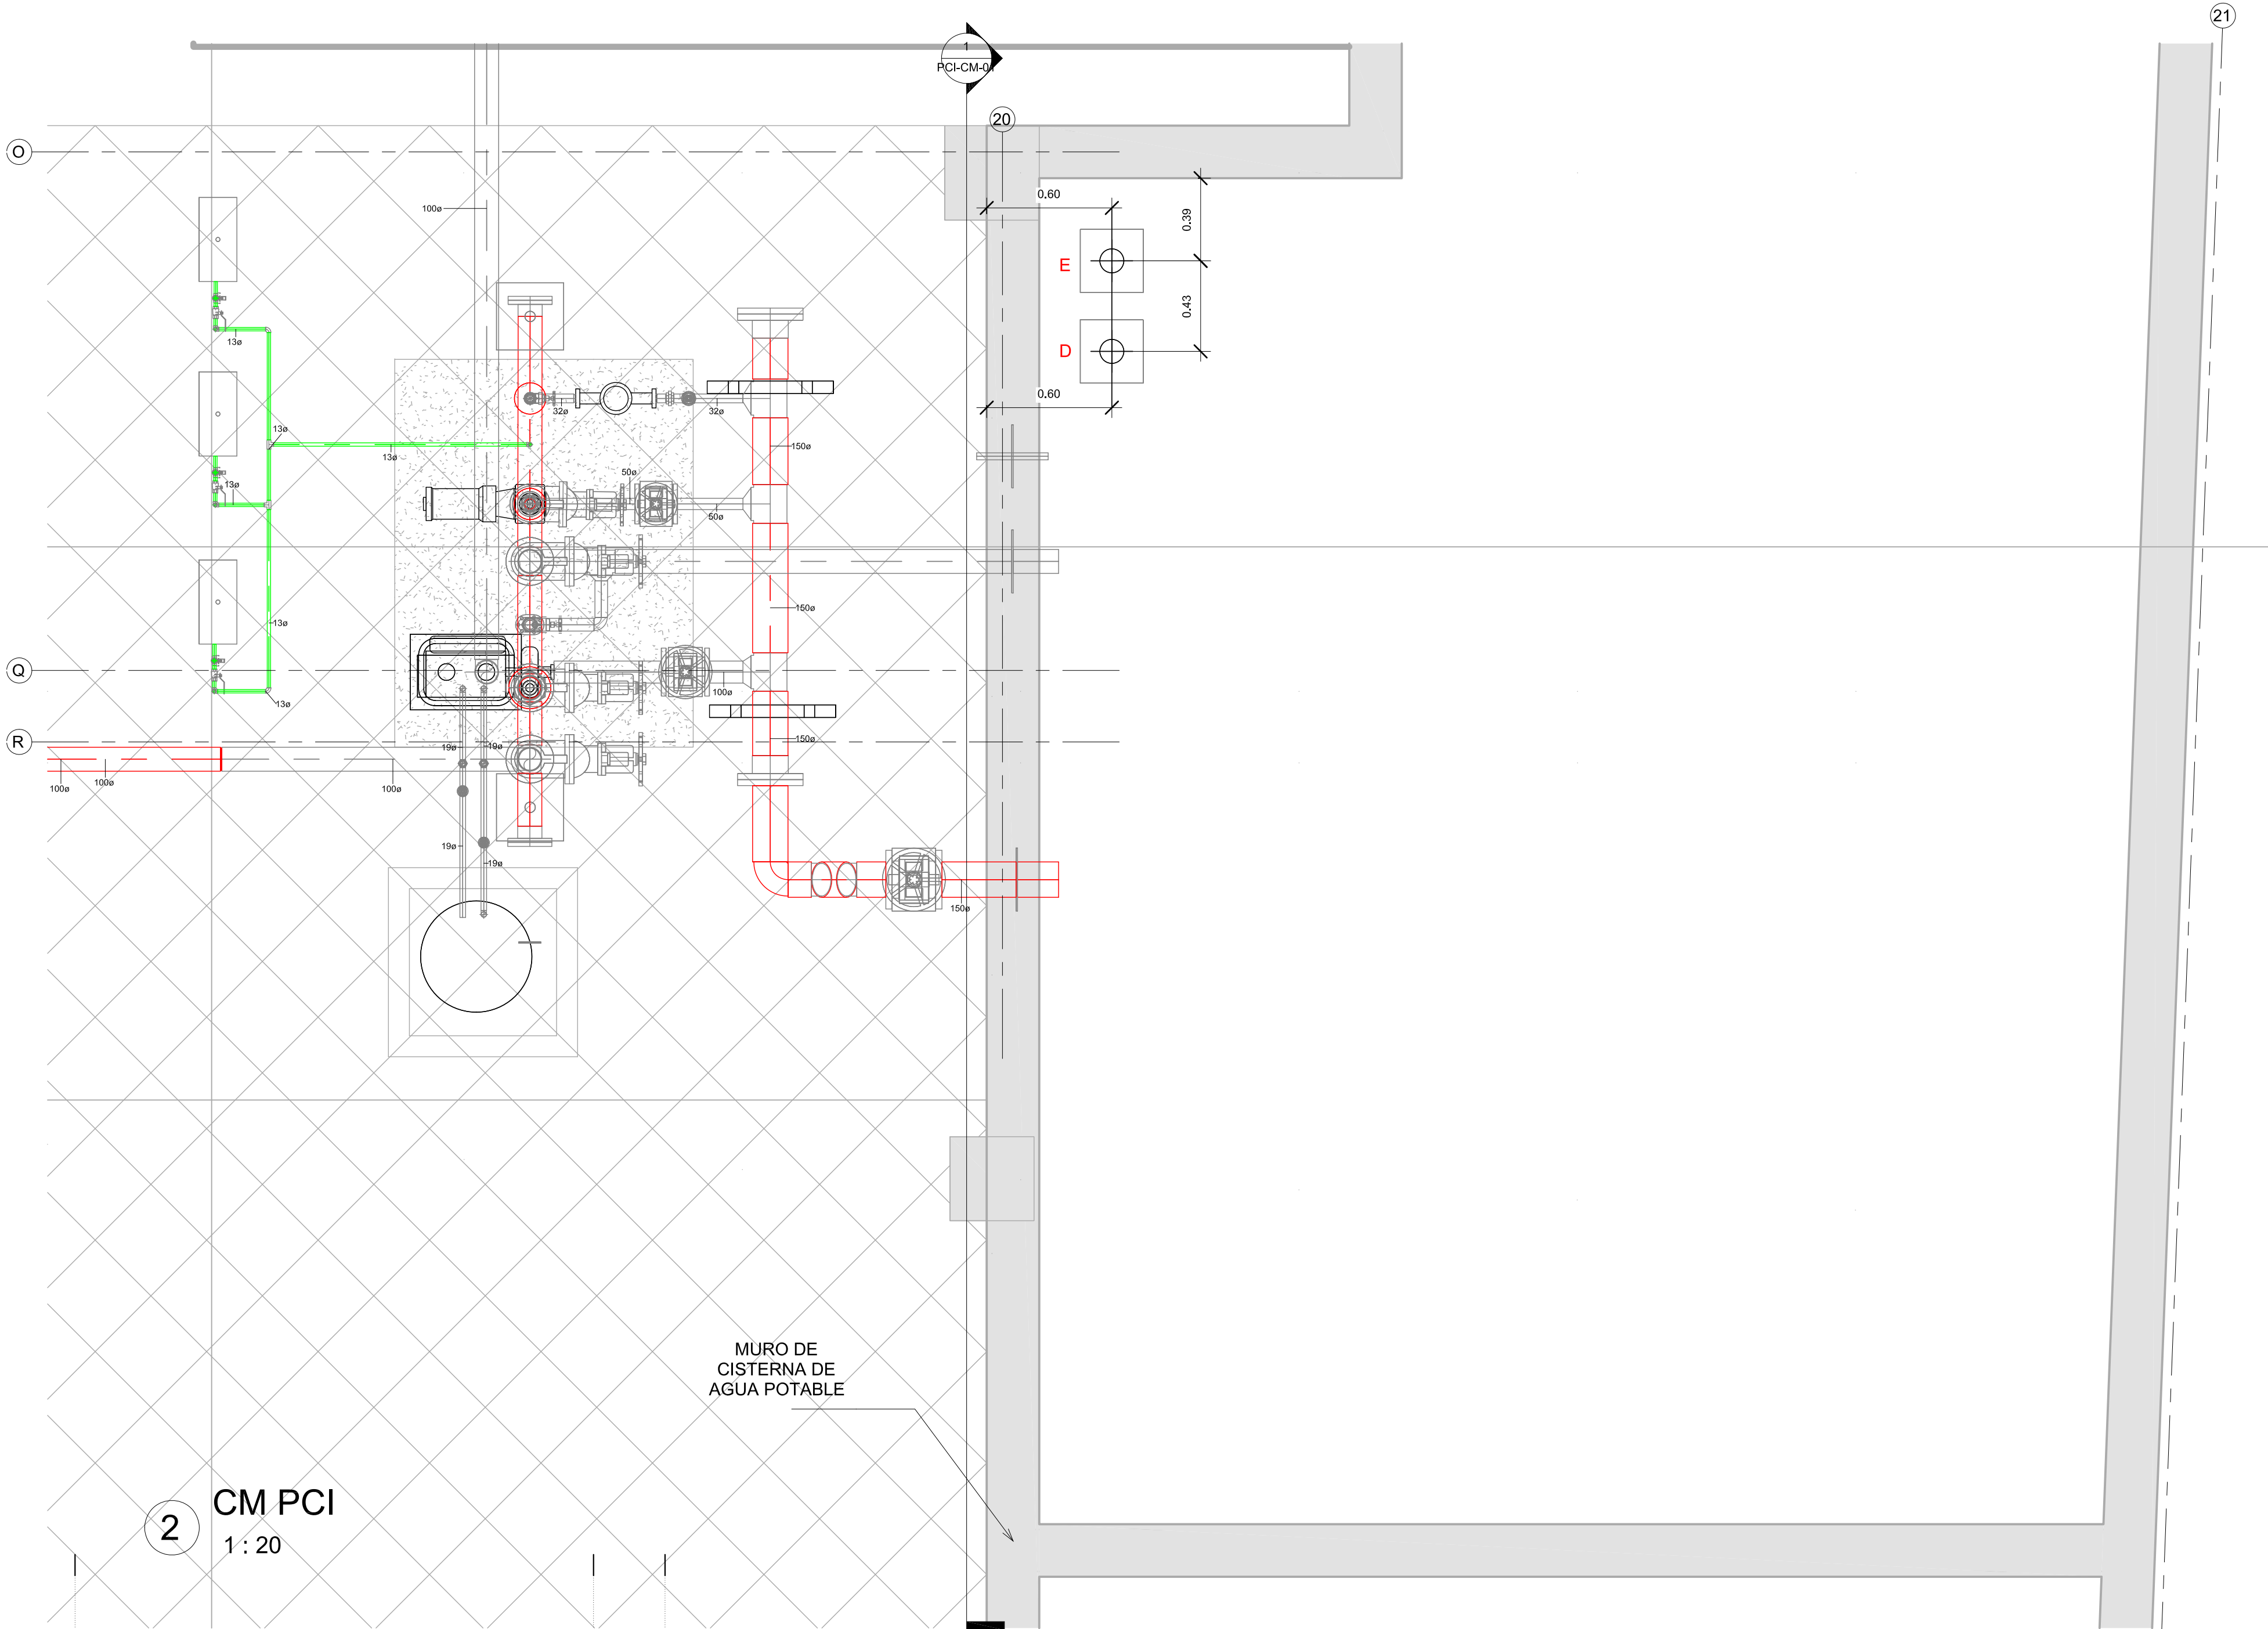 21
1
PCI-CM-01
20
O
0.60
100ø
0.39
E
0.43
13ø
D
0.60
32ø
32ø
13ø
150ø
13ø
50ø
13ø
50ø
150ø
13ø
Q
100ø
13ø
R
150ø
19ø
19ø
100ø
100ø
100ø
19ø
19ø
150ø
MURO DE
CISTERNA DE
AGUA POTABLE
2
CM PCI
1 : 20